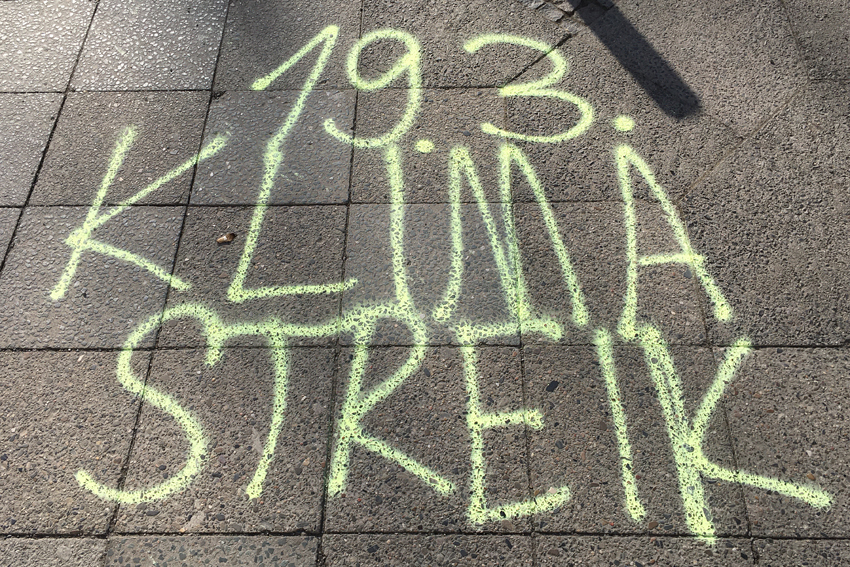 19.3.
KLIMA
STREIK